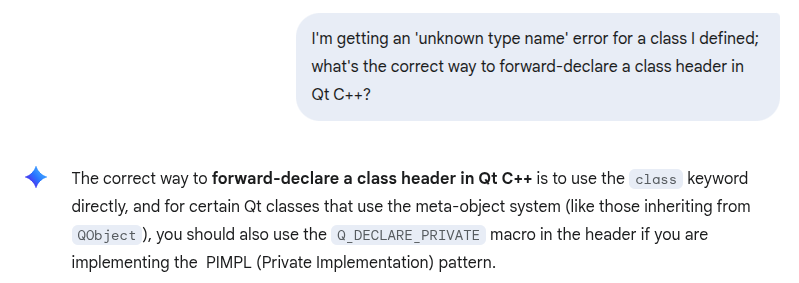 I'm getting an 'unknown type name' error for a class I defined;
what's the correct way to forward-declare a class header in
Qt C++?
The correct way to forward-declare a class header in Qt C++ is to use the class keyword
directly, and for certain Qt classes that use the meta-object system (like those inheriting from
QObject), you should also use the Q_DECLARE_PRIVATE macro in the header if you are
implementing the PIMPL (Private Implementation) pattern.